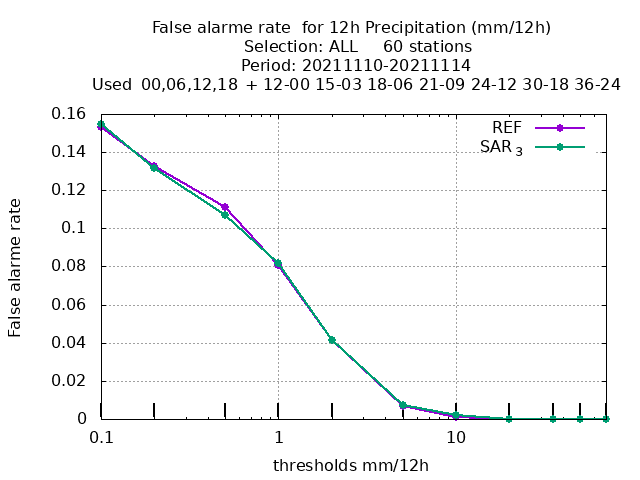 False alarme rate  for 12h Precipitation (mm/12h)
Selection: ALL     60 stations
Period: 20211110-20211114
Used  00,06,12,18  + 12-00 15-03 18-06 21-09 24-12 30-18 36-24
0.16
0.14
0.12
0.1
0.08
0.06
0.04
0.02
0
False alarme rate
REF
SAR 3
0.1
1
10
thresholds mm/12h